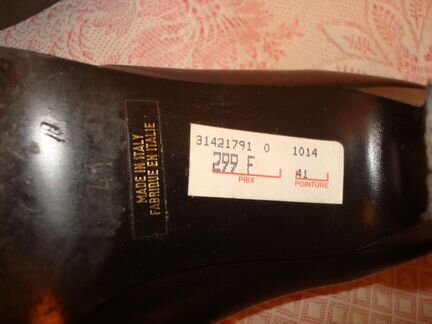 MADE IN ITALY
FABRIQUE EN ITALIE
31421791 0 1014
299 F 41
PRIX POINTURE